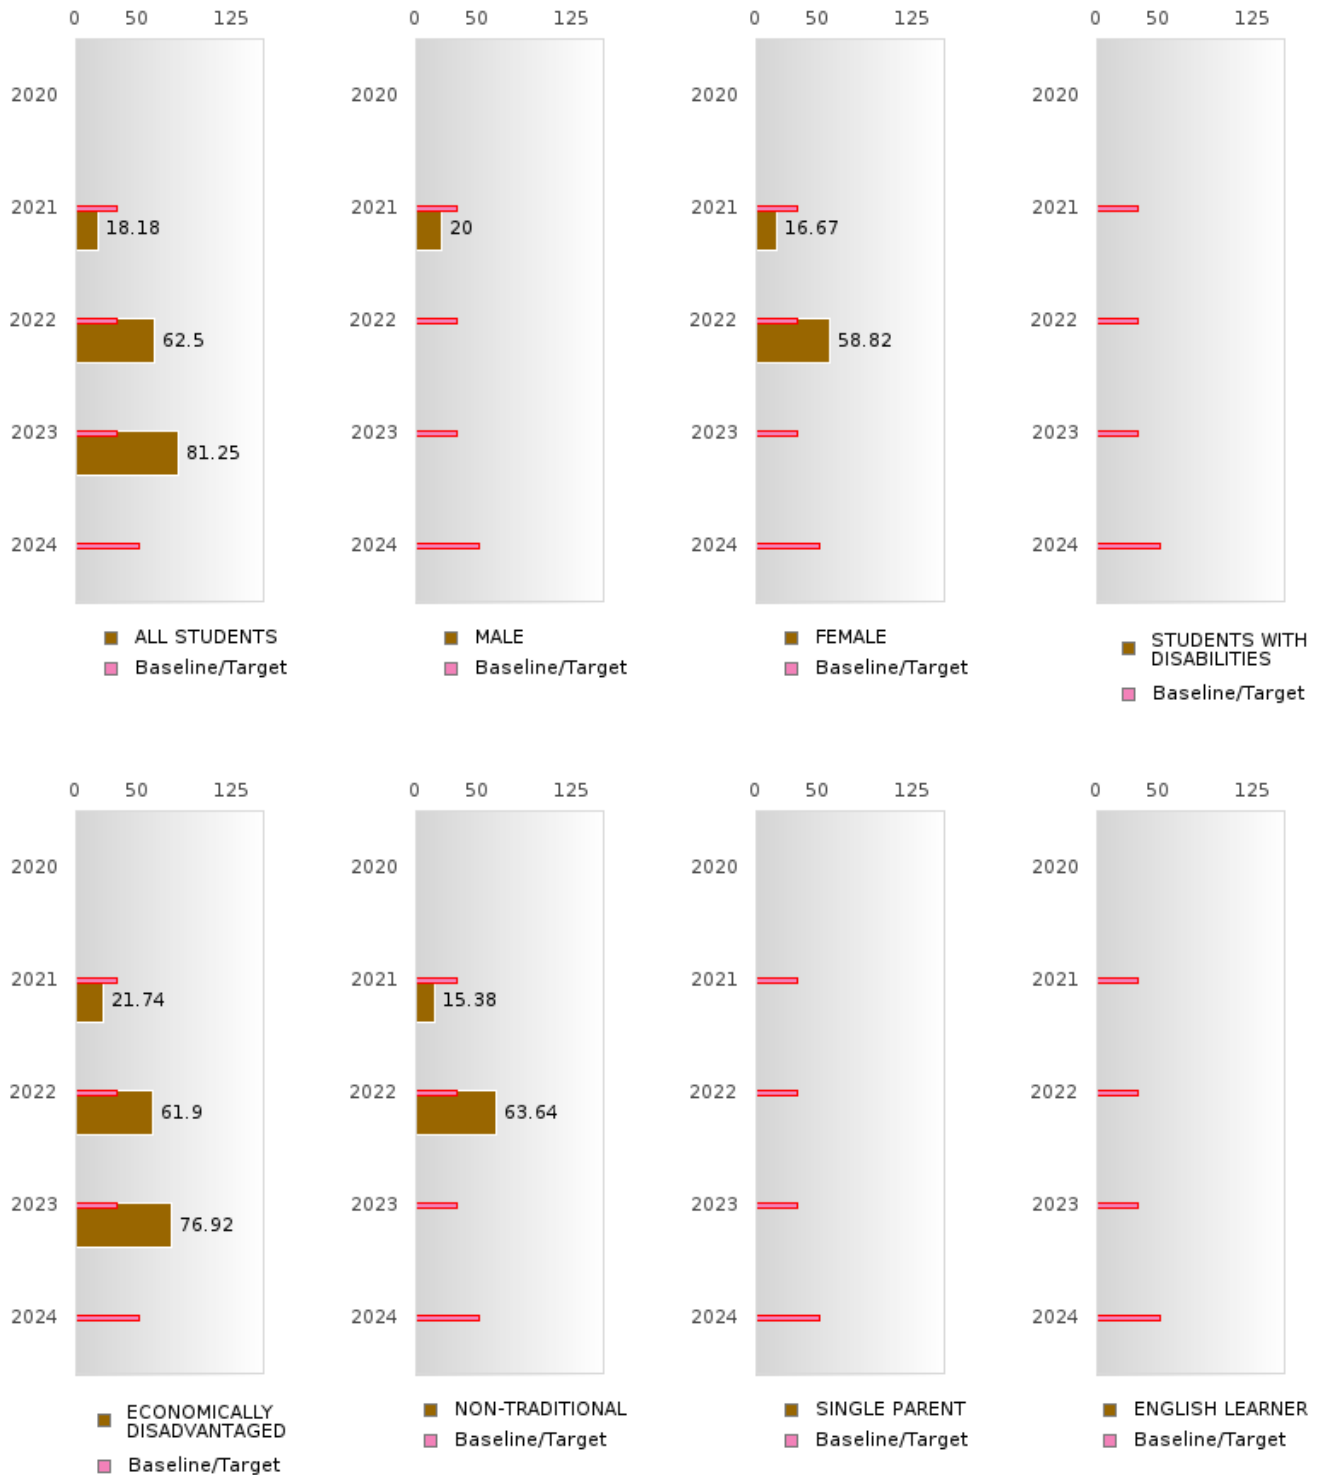 0 50 125
0 50 125
0 50 125
0 50 125
2020
2020
2020
2020
2021
2021
2021
2021
18.18
20
16.67
2022
2022
2022
2022
62.5
58.82
2023
2023
2023
2023
81.25
2024
2024
2024
2024
ALL STUDENTS
Baseline/Target
MALE
Baseline/Target
FEMALE
Baseline/Target
STUDENTS WITH
DISABILITIES
Baseline/Target
0 50 125
0 50 125
0 50 125
0 50 125
2020
2020
2020
2020
2021
2021
2021
2021
21.74
15.38
2022
2022
2022
2022
61.9
63.64
2023
2023
2023
2023
76.92
2024
2024
2024
2024
ECONOMICALLY
DISADVANTAGED
Baseline/Target
NON-TRADITIONAL
Baseline/Target
SINGLE PARENT
Baseline/Target
ENGLISH LEARNER
Baseline/Target